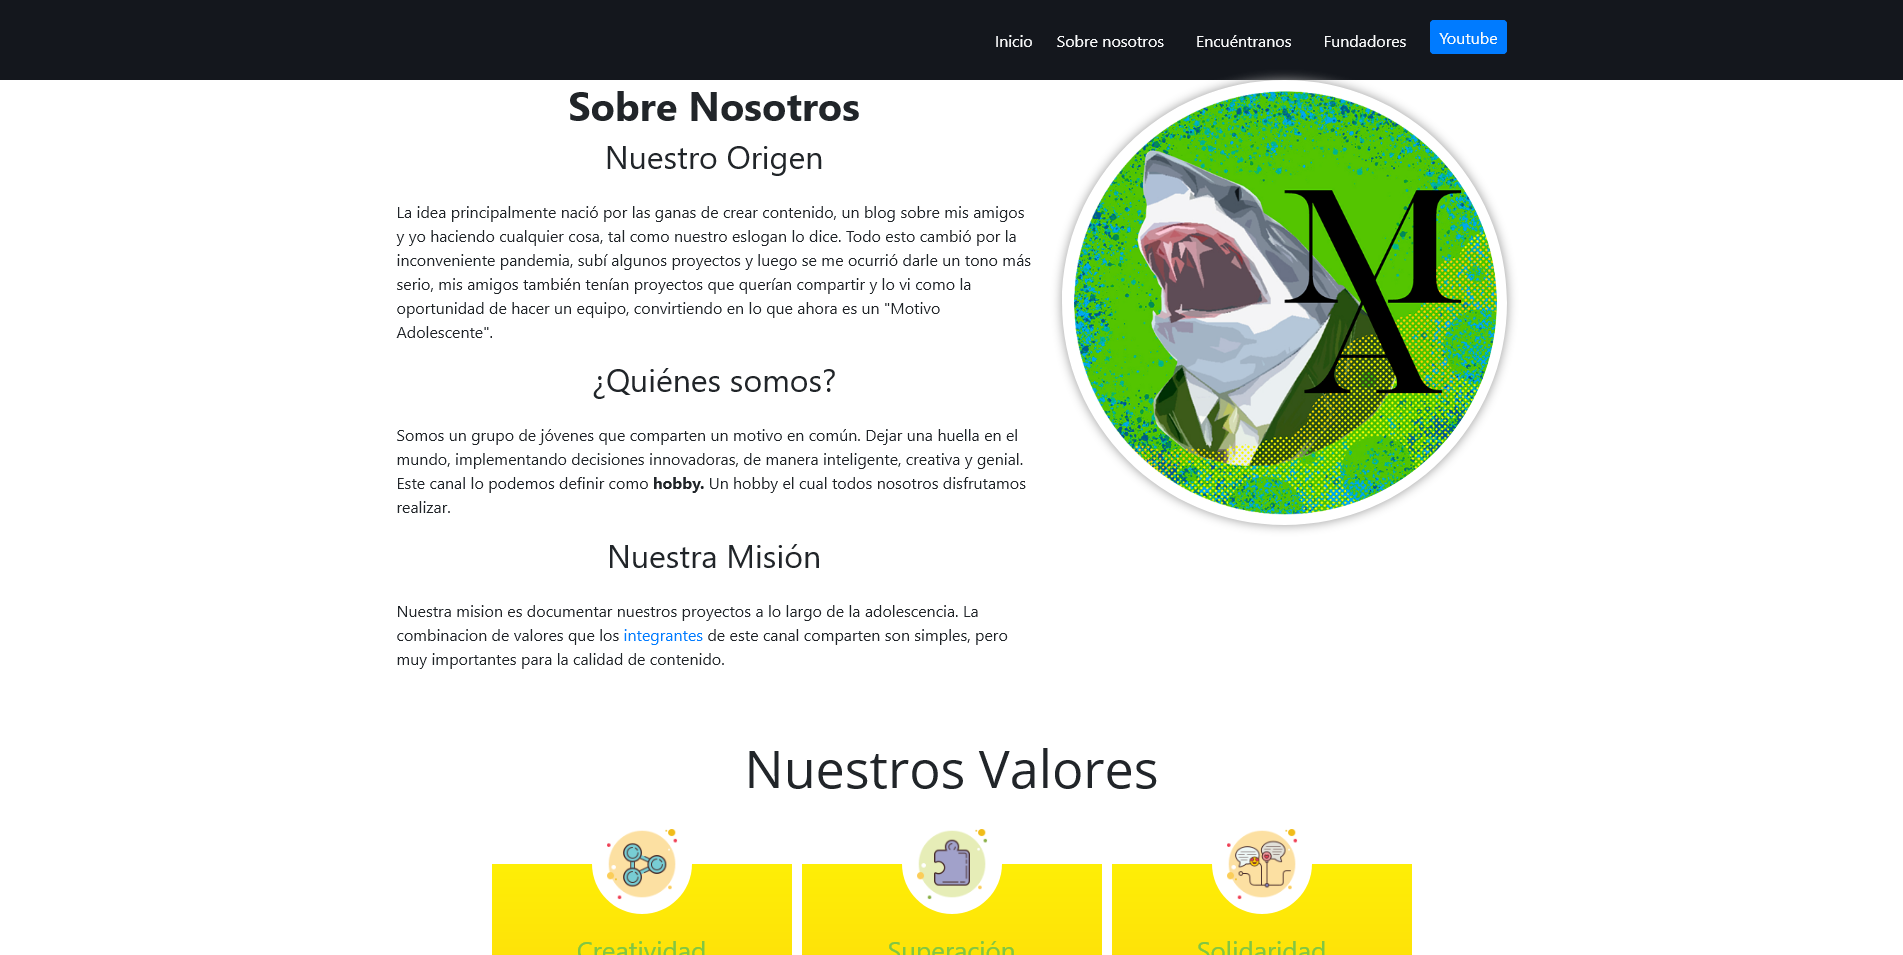 Inicio Sobre nosotros Encuéntranos Fundadores Youtube
Sobre Nosotros
Nuestro Origen
La idea principalmente nació por las ganas de crear contenido, un blog sobre mis amigos
y yo haciendo cualquier cosa, tal como nuestro eslogan lo dice. Todo esto cambió por la
inconveniente pandemia, subí algunos proyectos y luego se me ocurrió darle un tono más
serio, mis amigos también tenían proyectos que querían compartir y lo vi como la
oportunidad de hacer un equipo, convirtiendo en lo que ahora es un "Motivo
Adolescente".
¿Quiénes somos?
Somos un grupo de jóvenes que comparten un motivo en común. Dejar una huella en el
mundo, implementando decisiones innovadoras, de manera inteligente, creativa y genial.
Este canal lo podemos definir como hobby. Un hobby el cual todos nosotros disfrutamos
realizar.
Nuestra Misión
Nuestra mision es documentar nuestros proyectos a lo largo de la adolescencia. La
combinacion de valores que los integrantes de este canal comparten son simples, pero
muy importantes para la calidad de contenido.
M
A
Nuestros Valores
Creatividad Superación Solidaridad